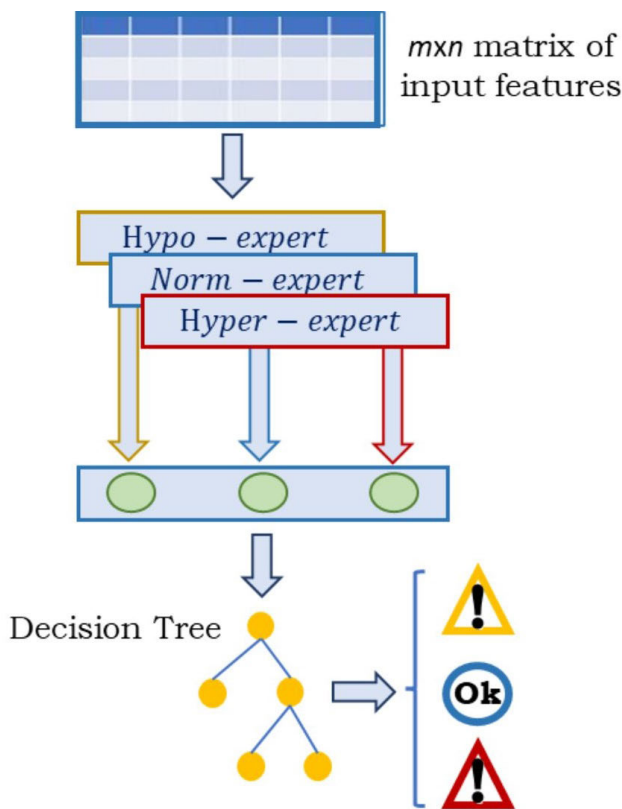 mxn matrix of
input features
Hypo – expert
Norm – expert
Hyper – expert
Decision Tree
!
Ok
!